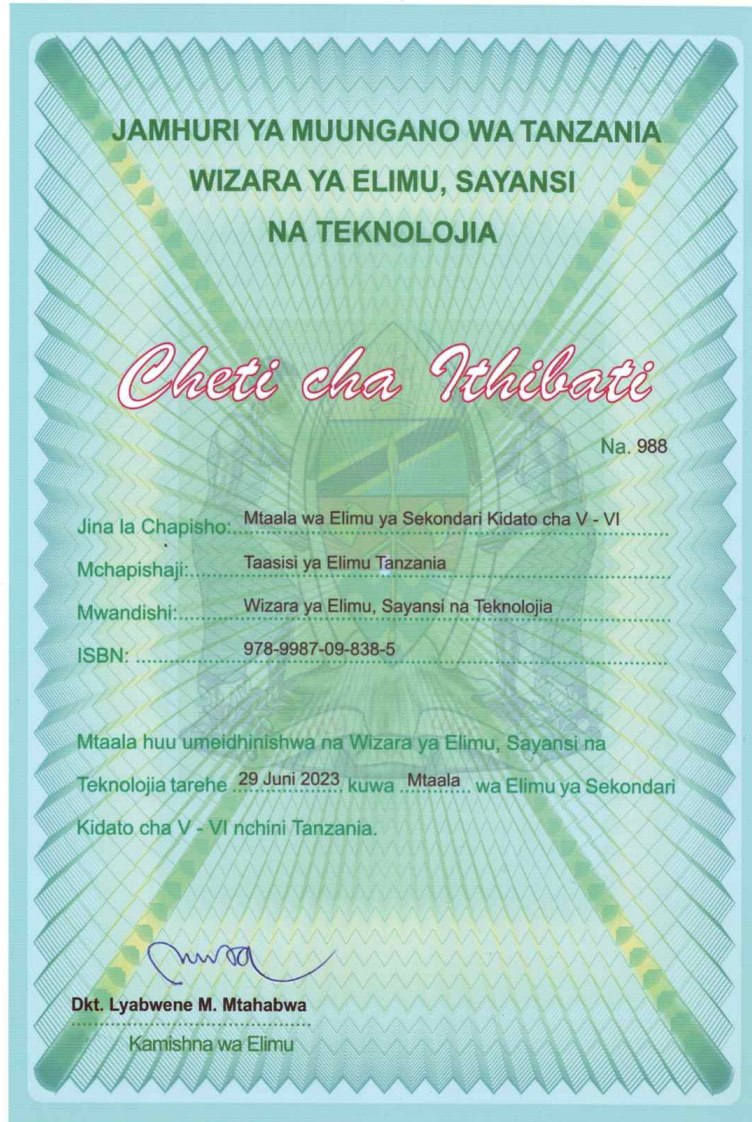 JAMHURI YA MUUNGANO WA TANZANIA
WIZARA YA ELIMU, SAYANSI
NA TEKNOLOJIA
Cheti cha Ithibati
Na. 988
Jina la Chapisho: Mtaala wa Elimu ya Sekondari Kidato cha V - VI
Mchapishaji: Taasisi ya Elimu Tanzania
Mwandishi: Wizara ya Elimu, Sayansi na Teknolojia
ISBN: 978-9987-09-838-5
Mtaala huu umeidhinishwa na Wizara ya Elimu, Sayansi na
Teknolojia tarehe 29 Juni 2023 kuwa Mtaala wa Elimu ya Sekondari
Kidato cha V - VI nchini Tanzania.
Dkt. Lyabwene M. Mtahabwa
Kamishna wa Elimu